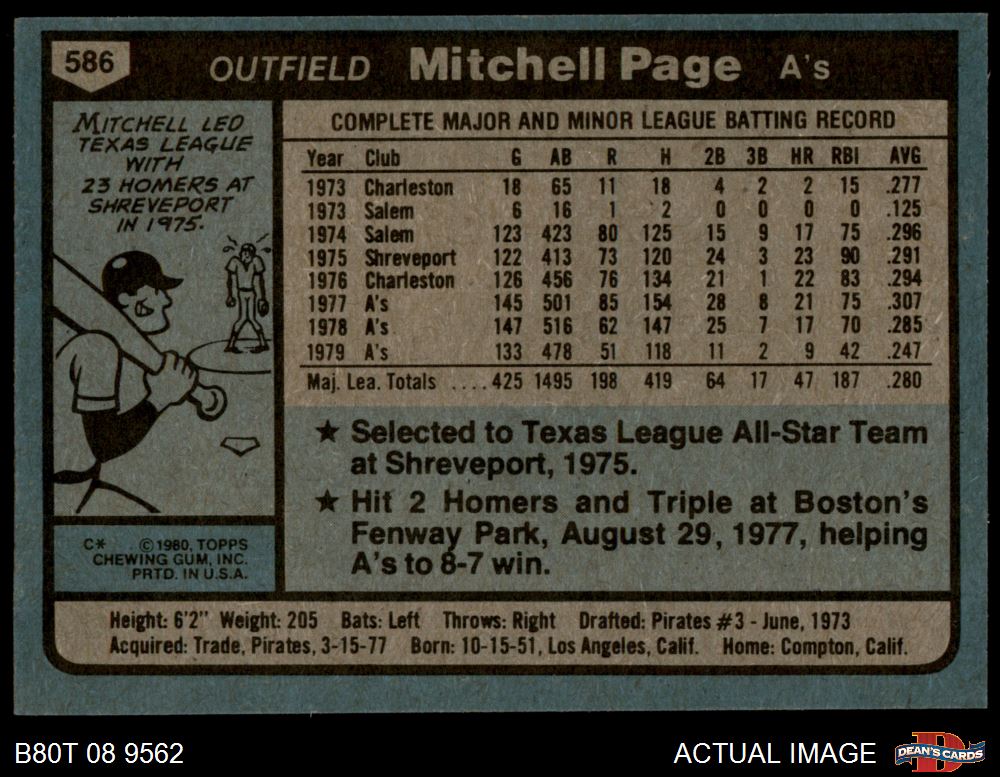 586 OUTFIELD Mitchell Page A's
MITCHELL LED
TEXAS LEAGUE
WITH
23 HOMERS AT
SHREVEPORT
IN 1975.
COMPLETE MAJOR AND MINOR LEAGUE BATTING RECORD
Year Club G AB R H 2B 3B HR RBI AVG
1973 Charleston 18 65 11 18 4 2 2 15 .277
1973 Salem 6 16 1 2 0 0 0 0 .125
1974 Salem 123 423 80 125 15 9 17 75 .296
1975 Shreveport 122 413 73 120 24 3 23 90 .291
1976 Charleston 126 456 76 134 21 1 22 83 .294
1977 A's 145 501 85 154 28 8 21 75 .307
1978 A's 147 516 62 147 25 7 17 70 .285
1979 A's 133 478 51 118 11 2 9 42 .247
Maj. Lea. Totals ....425 1495 198 419 64 17 47 187 .280
★ Selected to Texas League All-Star Team
at Shreveport, 1975.
★ Hit 2 Homers and Triple at Boston's
Fenway Park, August 29, 1977, helping
A's to 8-7 win.
C* ©1980, TOPPS
CHEWING GUM, INC.
PRTD. IN U.S.A.
Height: 6'2" Weight: 205 Bats: Left Throws: Right Drafted: Pirates #3 - June, 1973
Acquired: Trade, Pirates, 3-15-77 Born: 10-15-51, Los Angeles, Calif. Home: Compton, Calif.
B80T 08 9562 ACTUAL IMAGE D DEAN'S CARDS